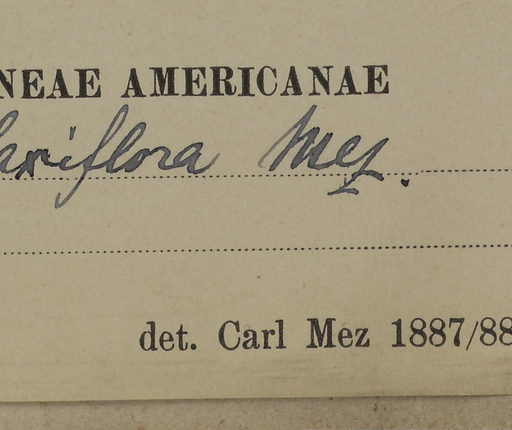 NEAE AMERICANAE
laxiflora Mez.
det. Carl Mez 1887/88